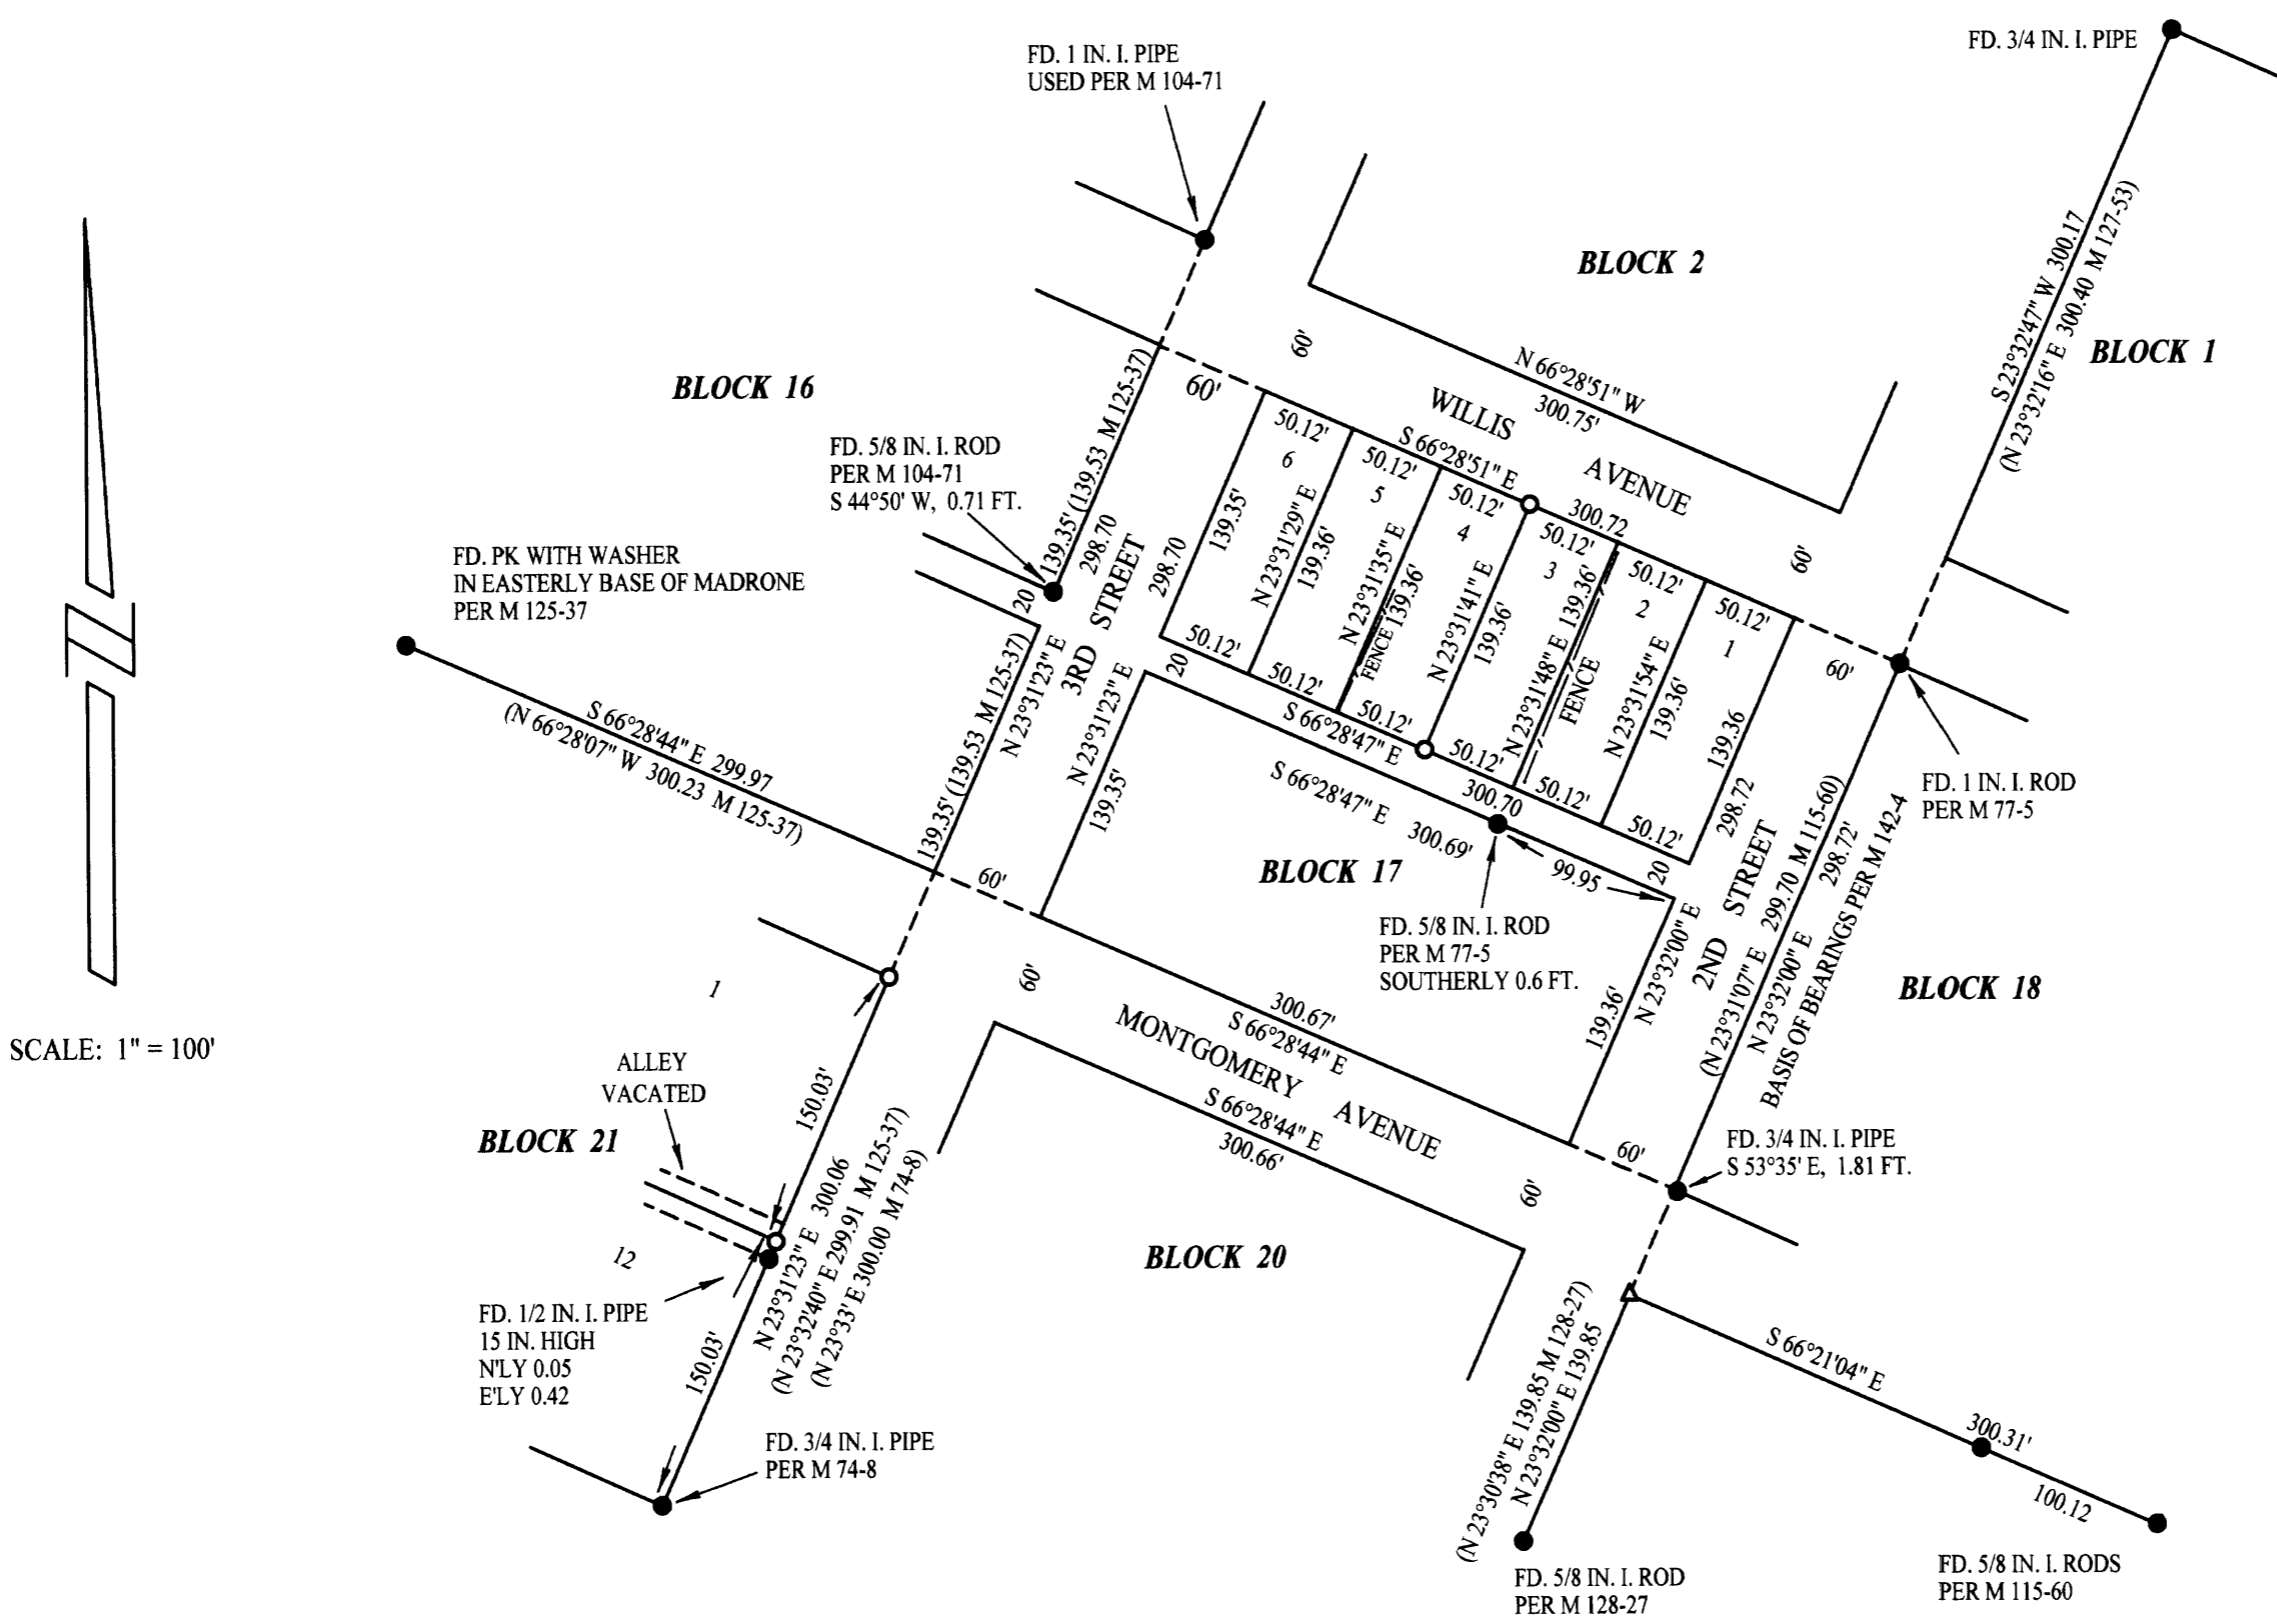 FD. 1 IN. I. PIPE
USED PER M 104-71
FD. 3/4 IN. I. PIPE
BLOCK 2
S 23°32'47" W 300.17
(N 23°32'16" E 300.40 M 127-53)
BLOCK 1
N 66°28'51" W
300.75'
60'
WILLIS AVENUE
BLOCK 16
60'
139.35' (139.53 M 125-37)
298.70
FD. 5/8 IN. I. ROD
PER M 104-71
S 44°50' W, 0.71 FT.
S 66°28'51" E
300.72
50.12'
50.12'
50.12'
50.12'
50.12'
50.12'
6
5
4
3
2
1
60'
60'
FD. PK WITH WASHER
IN EASTERLY BASE OF MADRONE
PER M 125-37
20
3RD STREET
298.70
139.35'
N 23°31'29" E
139.36'
N 23°31'35" E
139.36'
FENCE
N 23°31'41" E
139.36'
N 23°31'48" E 139.36'
FENCE
N 23°31'54" E
139.36'
139.36
298.72
50.12'
50.12'
50.12'
50.12'
50.12'
50.12'
S 66°28'47" E
300.70
20
S 66°28'44" E 299.97
(N 66°28'07" W 300.23 M 125-37)
139.35' (139.53 M 125-37)
N 23°31'23" E
N 23°31'23" E
139.35'
S 66°28'47" E 300.69'
99.95
20
FD. 1 IN. I. ROD
PER M 77-5
BLOCK 17
60'
FD. 5/8 IN. I. ROD
PER M 77-5
SOUTHERLY 0.6 FT.
N 23°32'00" E
139.36'
2ND STREET
(N 23°31'07" E 299.70 M 115-60)
N 23°32'00" E 298.72'
BASIS OF BEARINGS PER M 142-4
BLOCK 18
1
60'
300.67'
S 66°28'44" E
MONTGOMERY AVENUE
S 66°28'44" E
300.66'
60'
60'
FD. 3/4 IN. I. PIPE
S 53°35' E, 1.81 FT.
SCALE: 1" = 100'
ALLEY
VACATED
BLOCK 21
150.03'
12
BLOCK 20
N 23°31'23" E 300.06
(N 23°32'40" E 299.91 M 125-37)
(N 23°33' E 300.00 M 74-8)
FD. 1/2 IN. I. PIPE
15 IN. HIGH
N'LY 0.05
E'LY 0.42
150.03'
FD. 3/4 IN. I. PIPE
PER M 74-8
(N 23°30'38" E 139.85 M 128-27)
N 23°32'00" E 139.85
S 66°21'04" E
300.31'
100.12
FD. 5/8 IN. I. ROD
PER M 128-27
FD. 5/8 IN. I. RODS
PER M 115-60